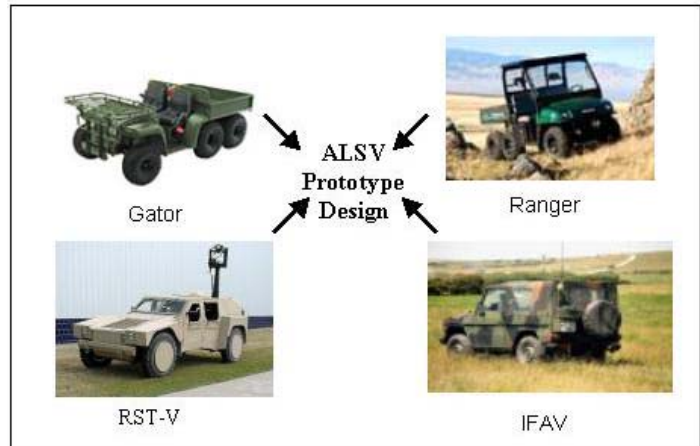 Gator
ALSV
Prototype
Design
Ranger
RST-V
IFAV